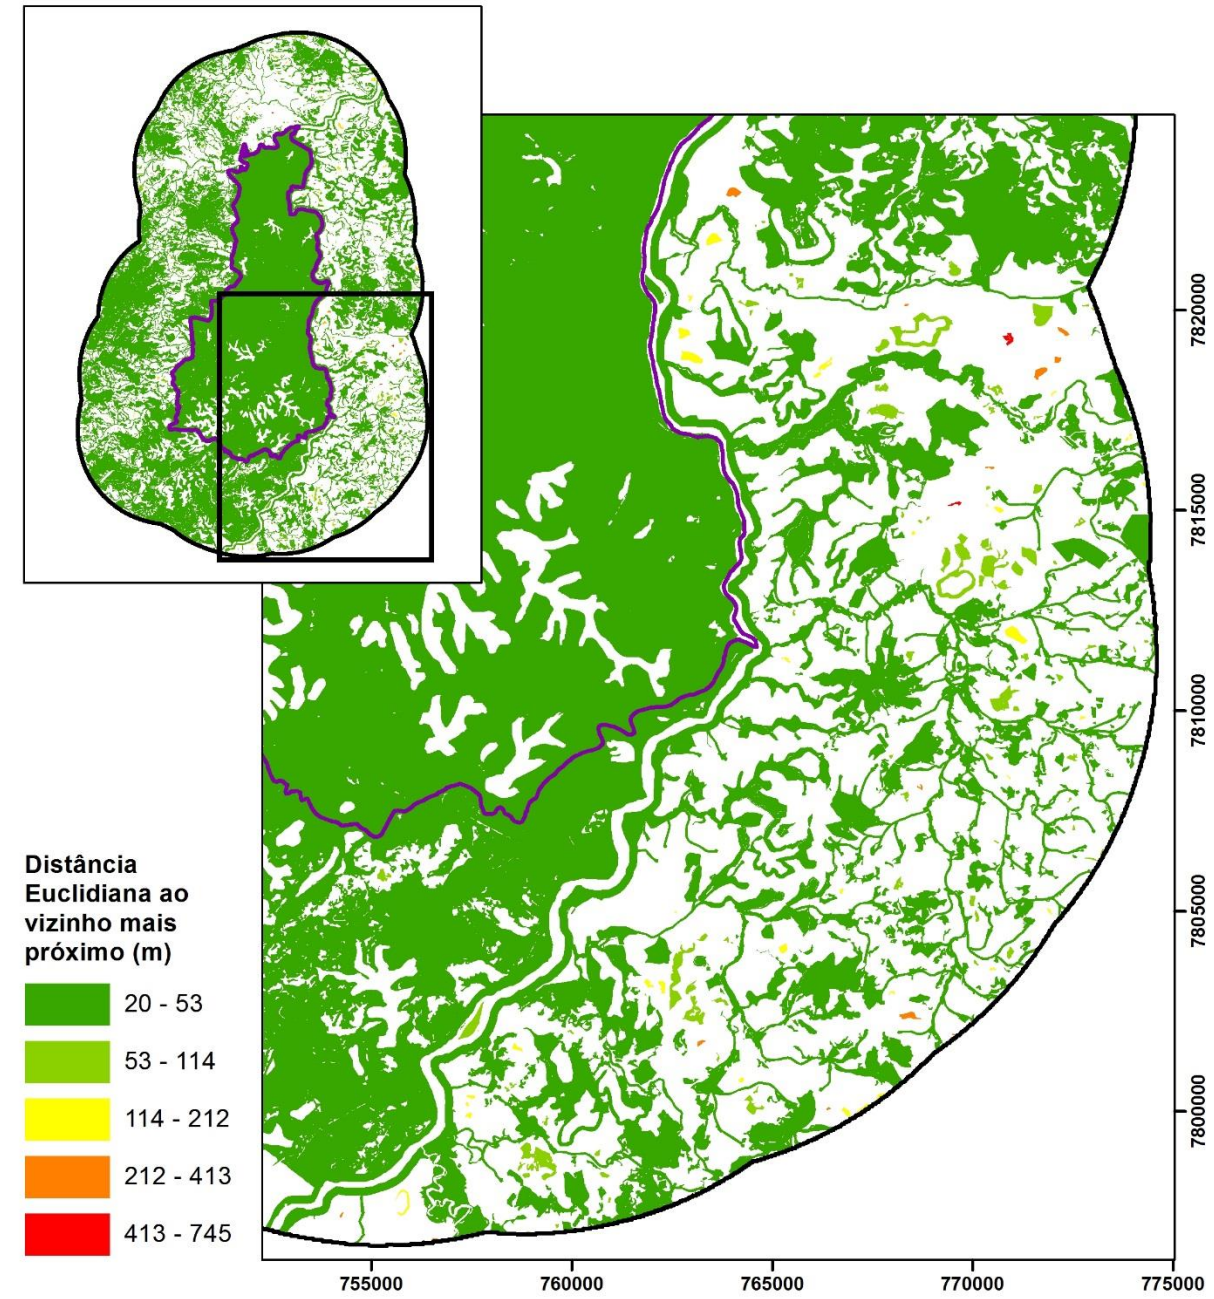 Distância
Euclidiana ao
vizinho mais
próximo (m)
20 - 53
53 - 114
114 - 212
212 - 413
413 - 745
7820000
7815000
7810000
7805000
7800000
755000 760000 765000 770000 775000